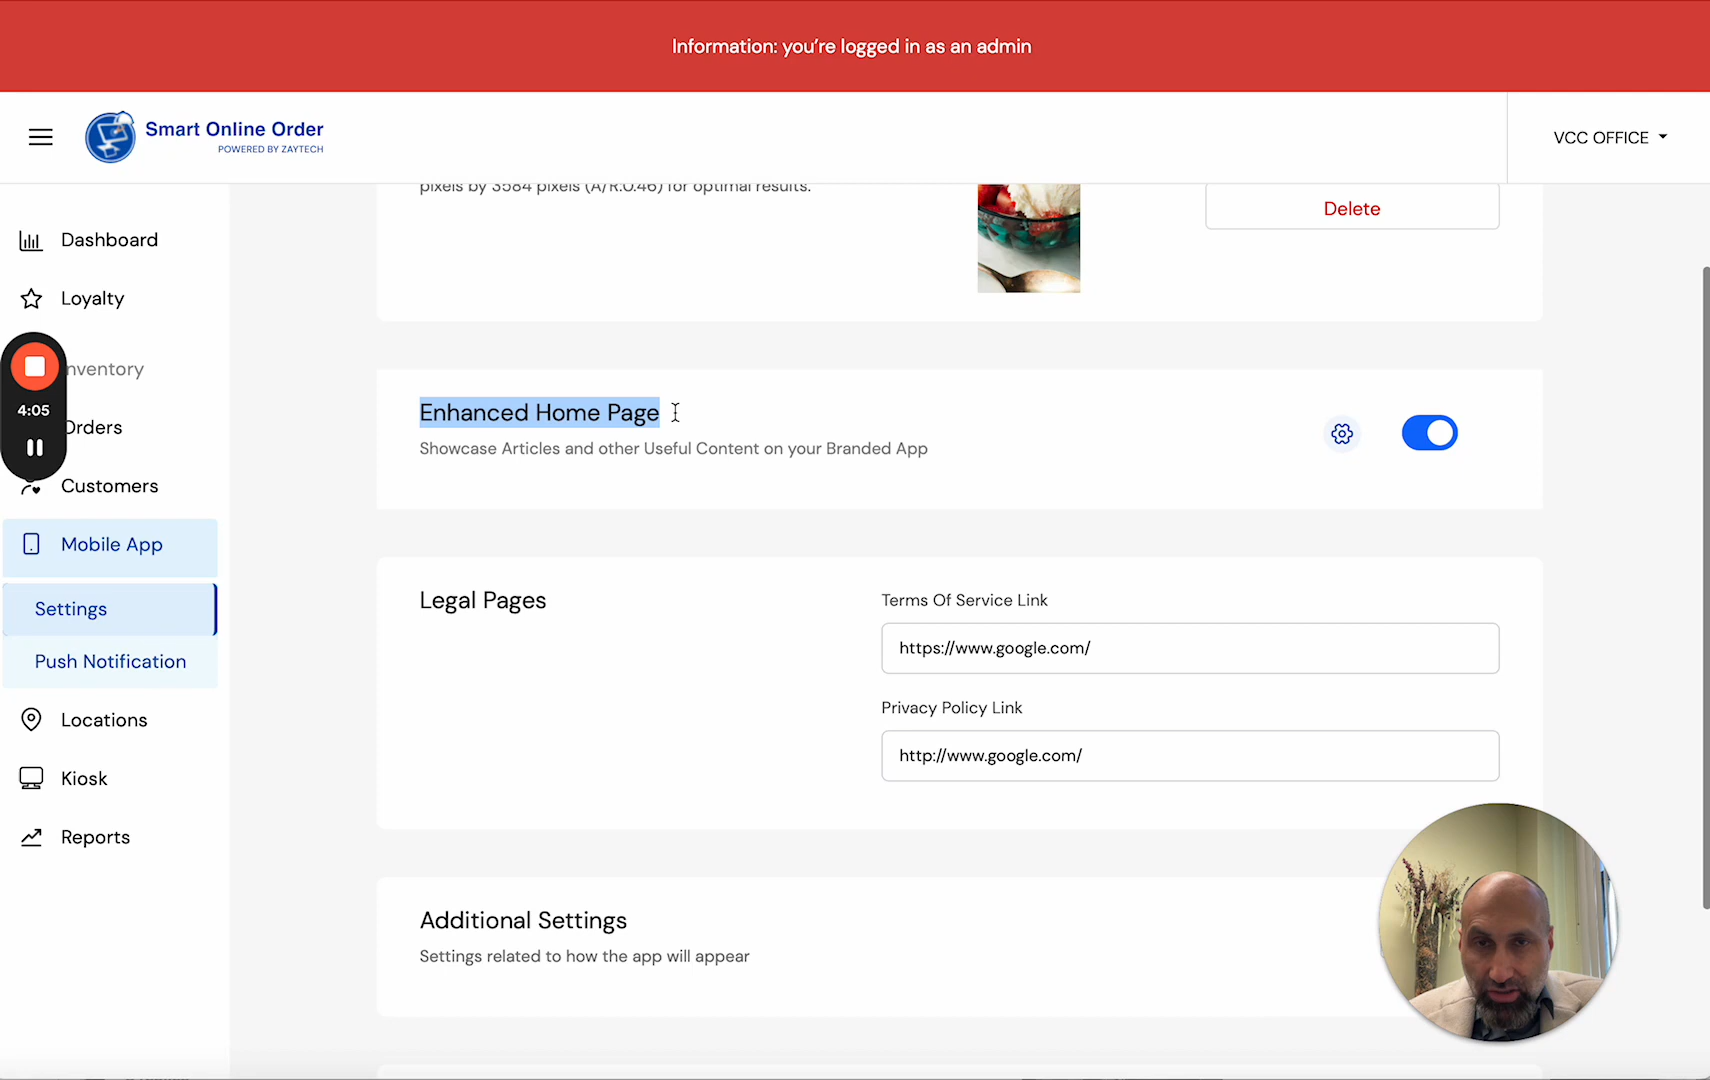 Information: you’re logged in as an admin
Smart Online Order
POWERED BY ZAYTECH
VCC OFFICE
pixels by 3584 pixels (A/R:0.46) for optimal results.
Delete
Dashboard
Loyalty
nventory
4:05
Orders
Customers
Mobile App
Settings
Push Notification
Locations
Kiosk
Reports
Enhanced Home Page
Showcase Articles and other Useful Content on your Branded App
Legal Pages
Terms Of Service Link
https://www.google.com/
Privacy Policy Link
http://www.google.com/
Additional Settings
Settings related to how the app will appear